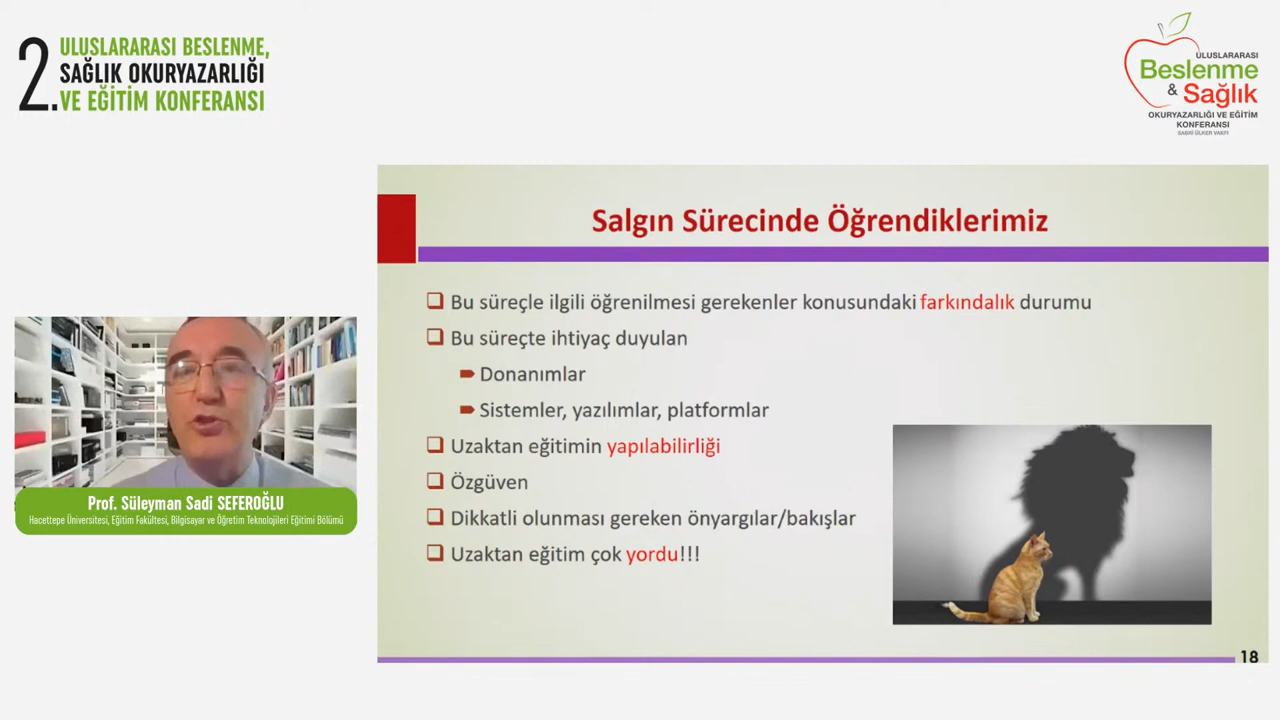 2.
ULUSLARARASI BESLENME,
SAĞLIK OKURYAZARLIĞI
VE EĞİTİM KONFERANSI
ULUSLARARASI
Beslenme
& Sağlık
OKURYAZARLIĞI VE EĞİTİM
KONFERANSI
SABRİ ÜLKER VAKFI
Salgın Sürecinde Öğrendiklerimiz
❑ Bu süreçle ilgili öğrenilmesi gerekenler konusundaki farkındalık durumu
❑ Bu süreçte ihtiyaç duyulan
Donanımlar
Sistemler, yazılımlar, platformlar
❑ Uzaktan eğitimin yapılabilirliği
❑ Özgüven
❑ Dikkatli olunması gereken önyargılar/bakışlar
❑ Uzaktan eğitim çok yordu!!!
18
Prof. Süleyman Sadi SEFEROĞLU
Hacettepe Üniversitesi, Eğitim Fakültesi, Bilgisayar ve Öğretim Teknolojileri Eğitimi Bölümü